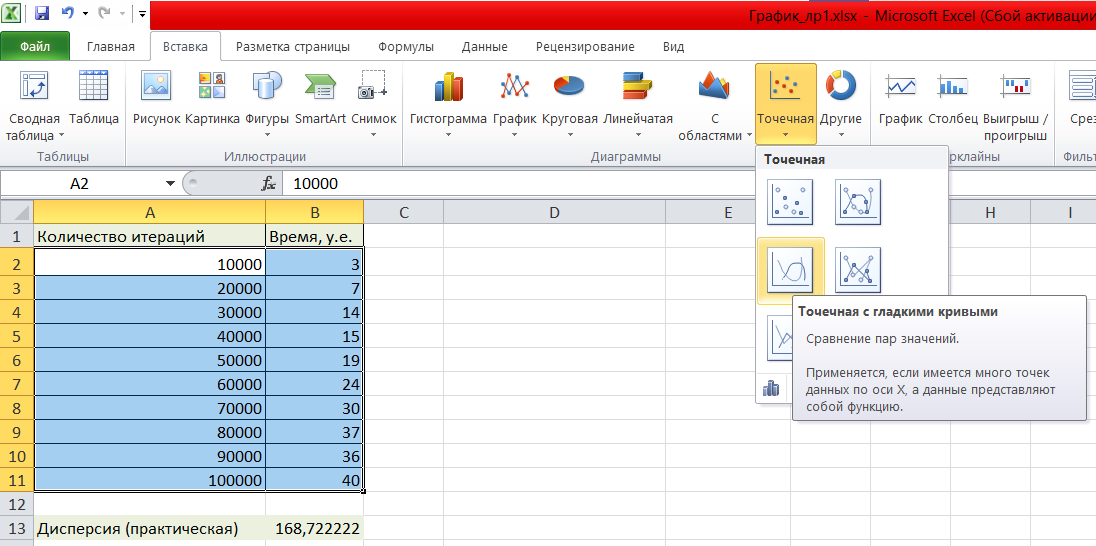 График_лр1.xlsx - Microsoft Excel (Сбой активации
Файл Главная Вставка Разметка страницы Формулы Данные Рецензирование Вид
Сводная таблица Таблица Рисунок Картинка Фигуры SmartArt Снимок Гистограмма График Круговая Линейчатая С областями Точечная Другие График Столбец Выигрыш / проигрыш Срез
Таблицы Иллюстрации Диаграммы рклайны Фильт
Точечная
A2 fx 10000
A B C D E H I
1 Количество итераций Время, у.е.
2 10000 3
3 20000 7
4 30000 14
5 40000 15
6 50000 19
7 60000 24
8 70000 30
9 80000 37
10 90000 36
11 100000 40
12
13 Дисперсия (практическая) 168,722222
Точечная с гладкими кривыми
Сравнение пар значений.
Применяется, если имеется много точек
данных по оси X, а данные представляют
собой функцию.